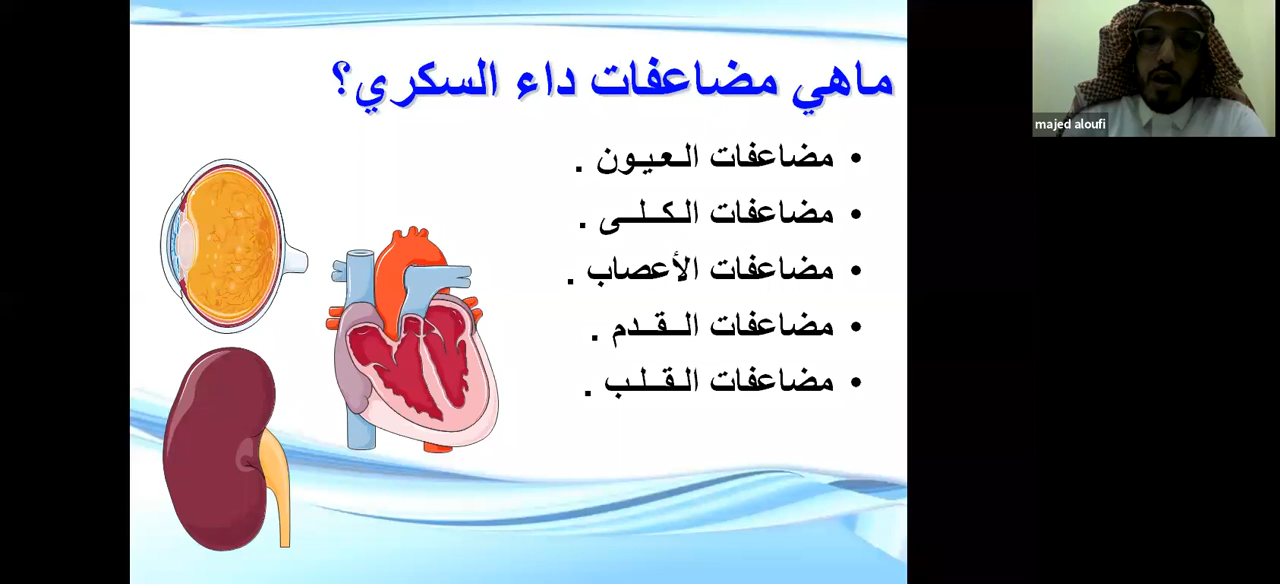 ماهي مضاعفات داء السكري؟
• مضاعفات العيون .
• مضاعفات الكلى .
• مضاعفات الأعصاب .
• مضاعفات القدم .
• مضاعفات القلب .
majed aloufi